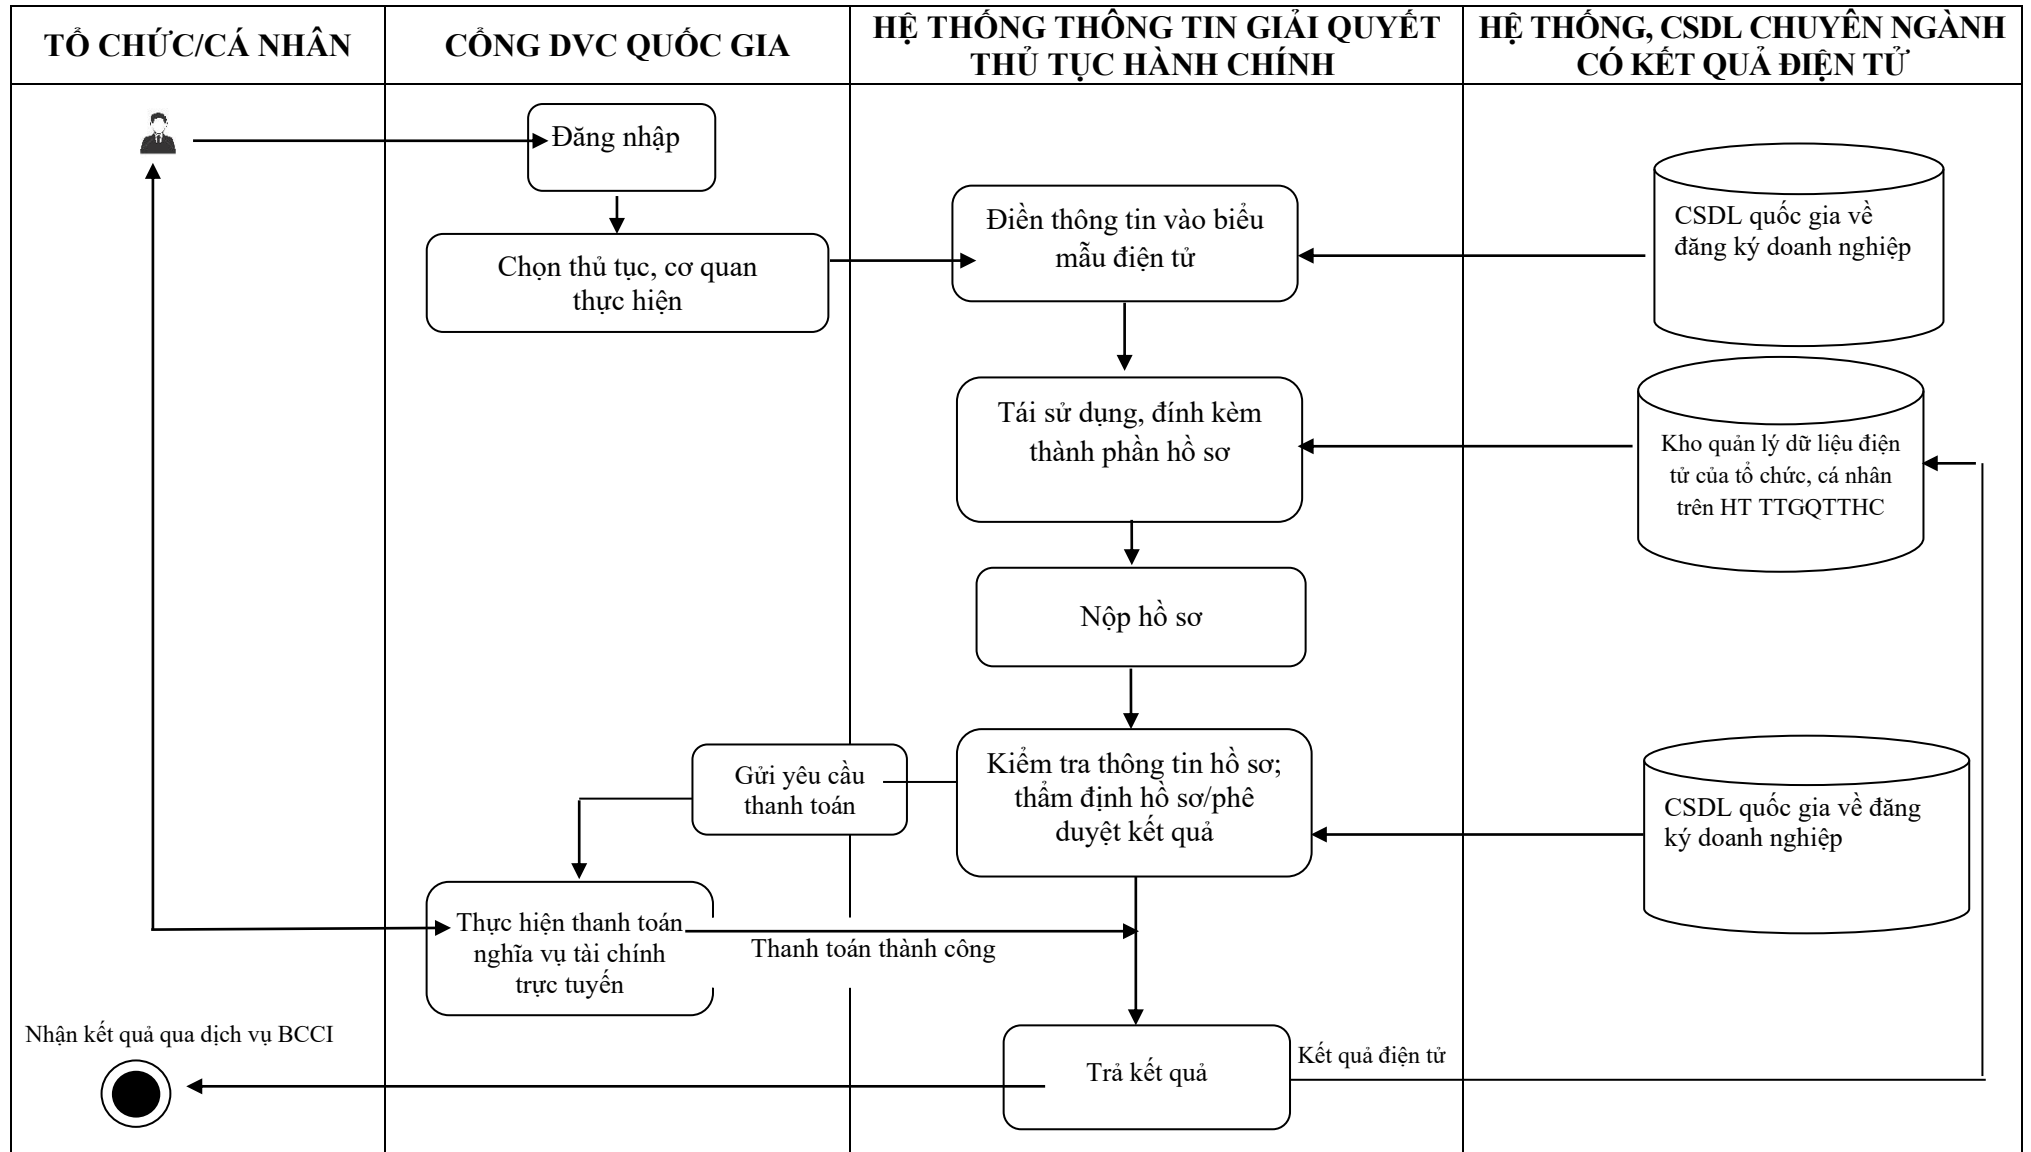 TỔ CHỨC/CÁ NHÂN
CỔNG DVC QUỐC GIA
HỆ THỐNG THÔNG TIN GIẢI QUYẾT
THỦ TỤC HÀNH CHÍNH
HỆ THỐNG, CSDL CHUYÊN NGÀNH
CÓ KẾT QUẢ ĐIỆN TỬ
Đăng nhập
Chọn thủ tục, cơ quan
thực hiện
Điền thông tin vào biểu
mẫu điện tử
CSDL quốc gia về
đăng ký doanh nghiệp
Tái sử dụng, đính kèm
thành phần hồ sơ
Kho quản lý dữ liệu điện
tử của tổ chức, cá nhân
trên HT TTGQTTHC
Nộp hồ sơ
Gửi yêu cầu
thanh toán
Kiểm tra thông tin hồ sơ;
thẩm định hồ sơ/phê
duyệt kết quả
CSDL quốc gia về đăng
ký doanh nghiệp
Thực hiện thanh toán
nghĩa vụ tài chính
trực tuyến
Thanh toán thành công
Nhận kết quả qua dịch vụ BCCI
Trả kết quả
Kết quả điện tử